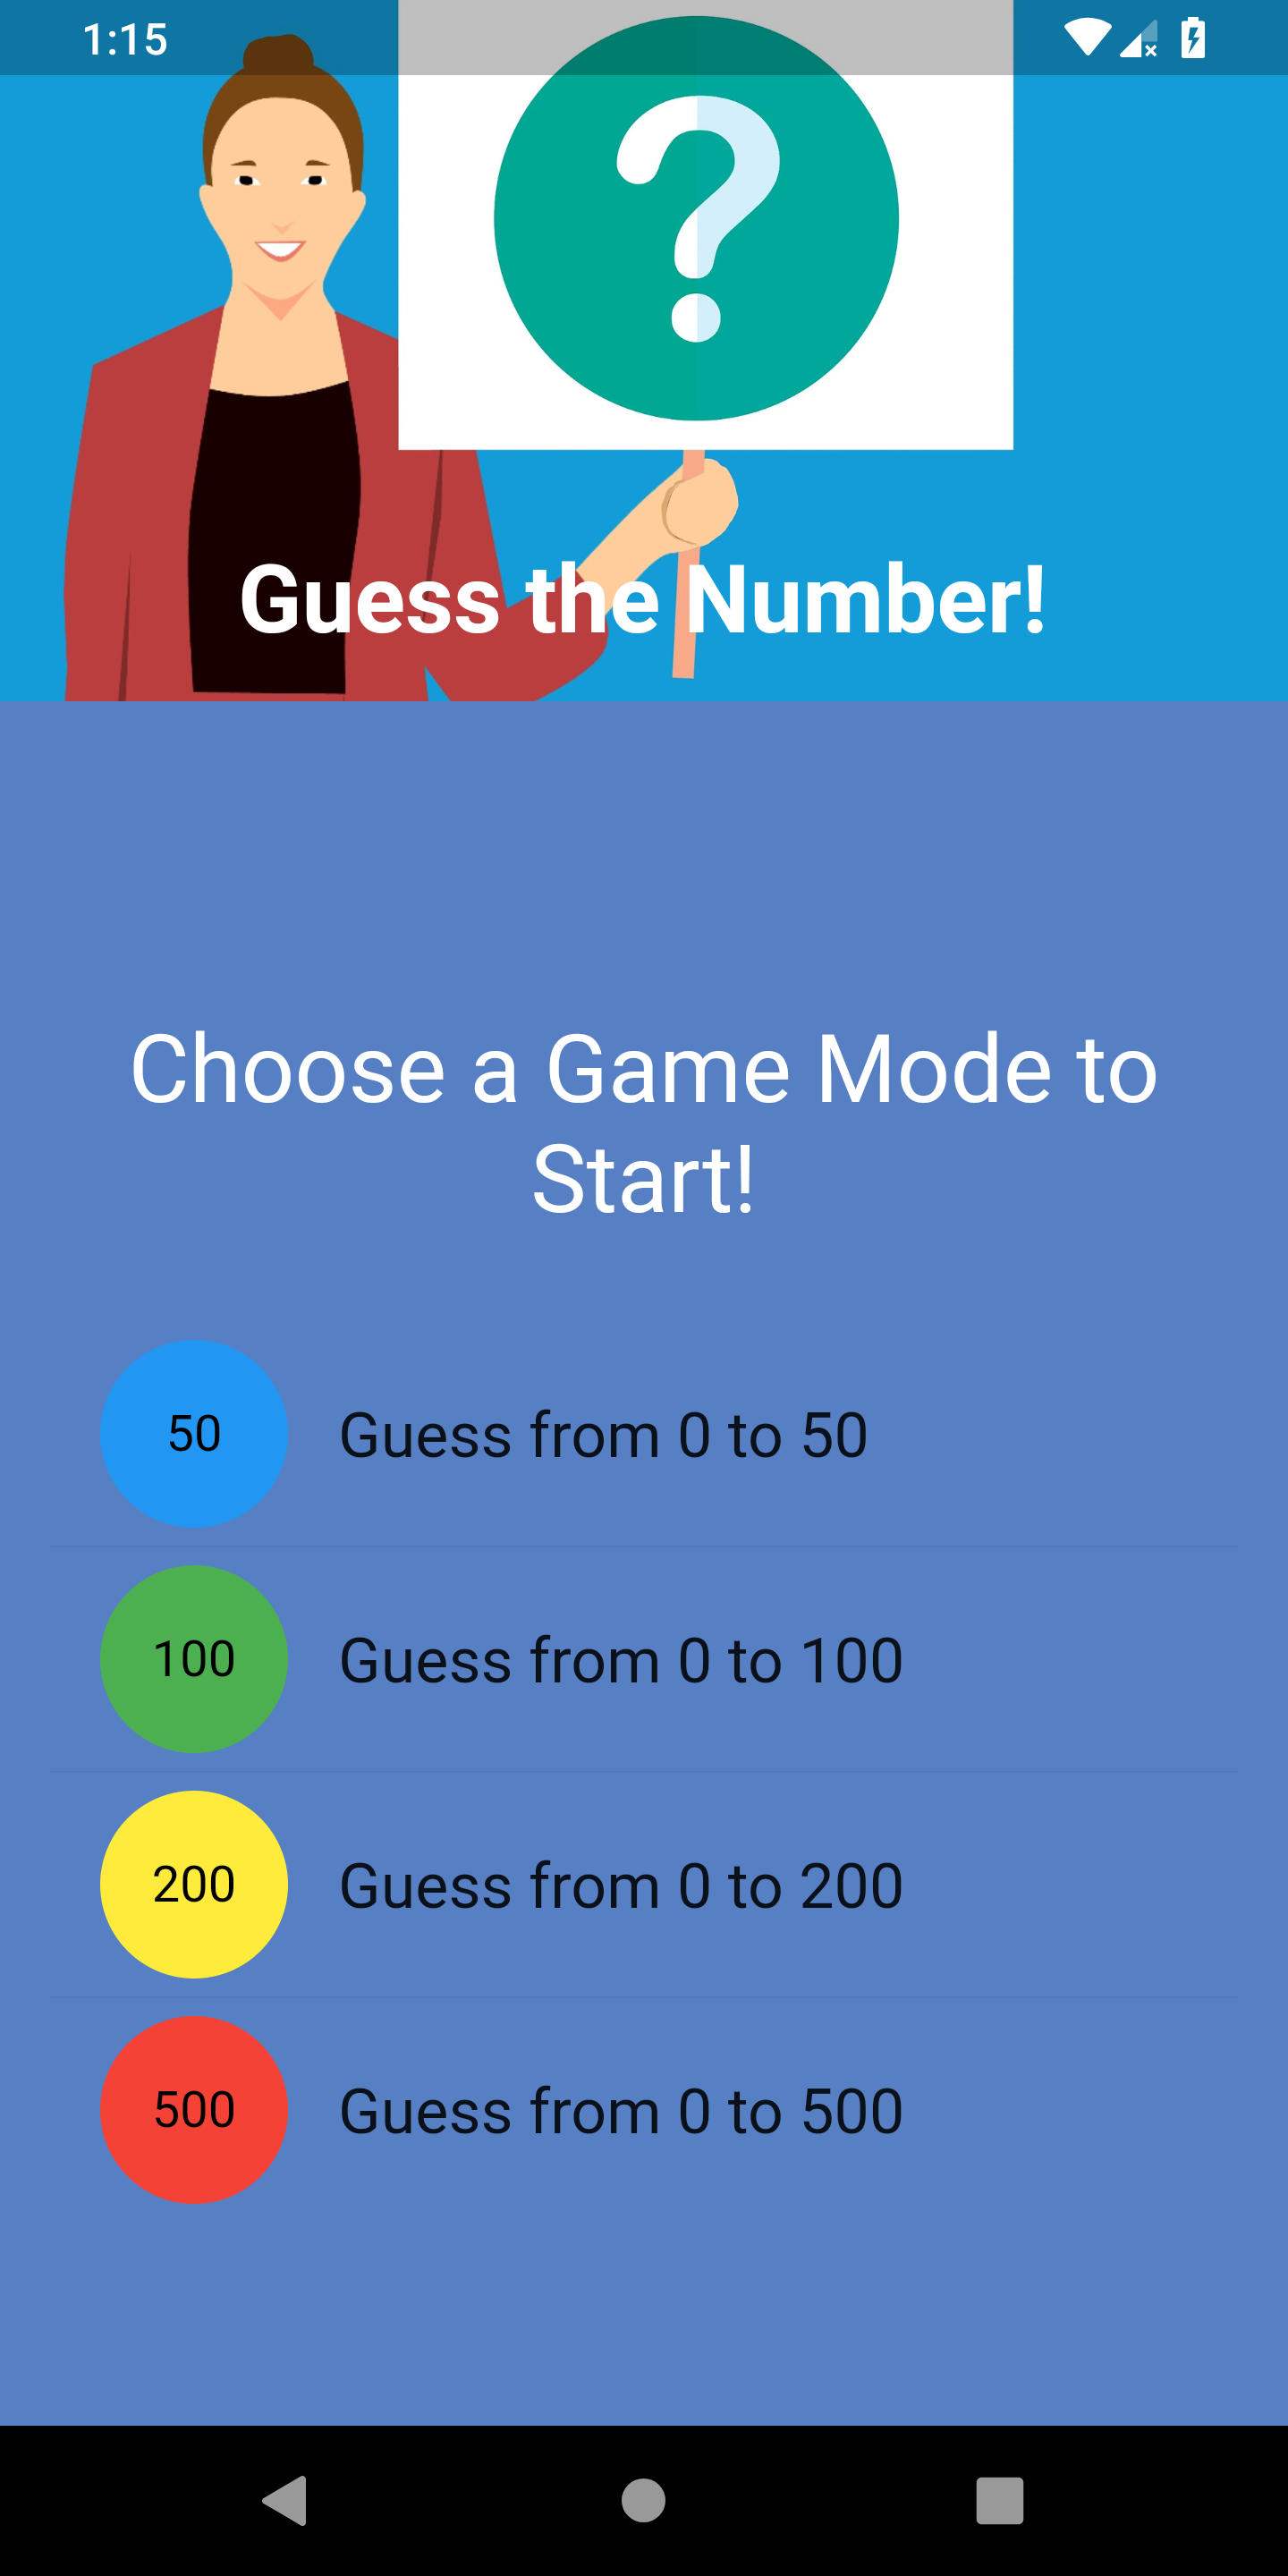 1:15
?
Guess the Number!
Choose a Game Mode to
Start!
50
Guess from 0 to 50
100
Guess from 0 to 100
200
Guess from 0 to 200
500
Guess from 0 to 500